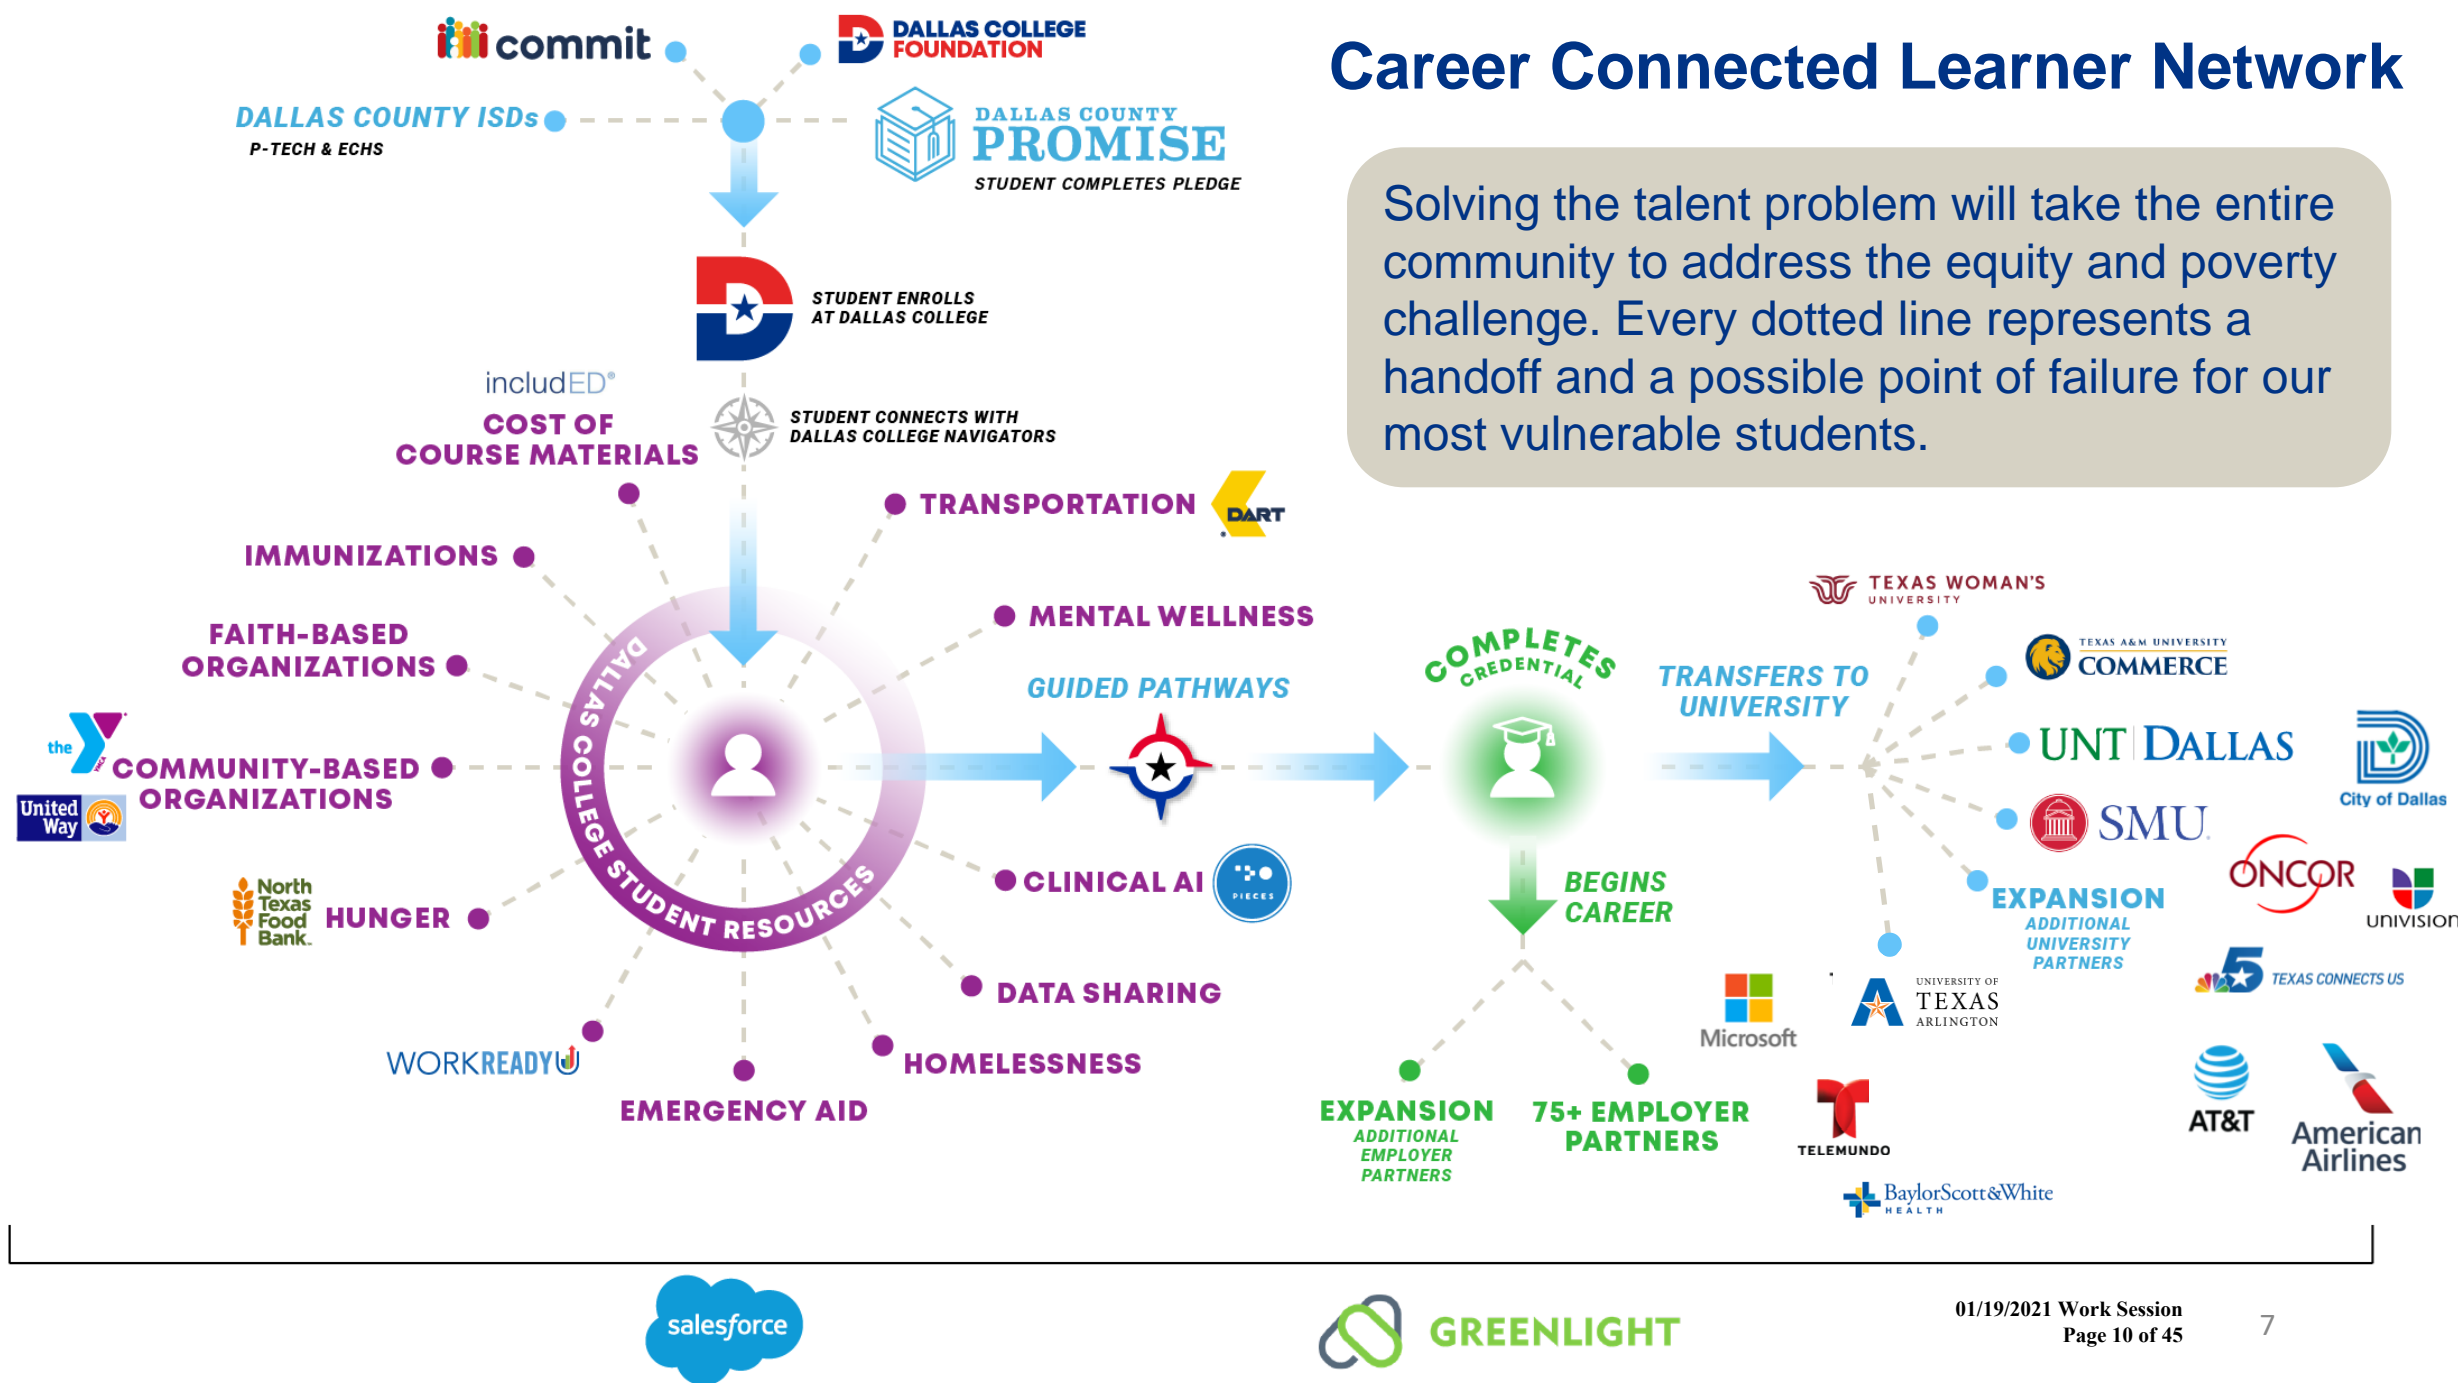 commit
DALLAS COLLEGE
FOUNDATION
Career Connected Learner Network
DALLAS COUNTY ISDs
P-TECH & ECHS
DALLAS COUNTY
PROMISE
STUDENT COMPLETES PLEDGE
Solving the talent problem will take the entire
community to address the equity and poverty
challenge. Every dotted line represents a
handoff and a possible point of failure for our
most vulnerable students.
STUDENT ENROLLS
AT DALLAS COLLEGE
includED®
COST OF
COURSE MATERIALS
STUDENT CONNECTS WITH
DALLAS COLLEGE NAVIGATORS
TRANSPORTATION
DART
IMMUNIZATIONS
MENTAL WELLNESS
FAITH-BASED
ORGANIZATIONS
the
YMCA
COMMUNITY-BASED
ORGANIZATIONS
United
Way
North
Texas
Food
Bank
HUNGER
WORKREADYU
EMERGENCY AID
HOMELESSNESS
DATA SHARING
CLINICAL AI
PIECES
DALLAS COLLEGE STUDENT RESOURCES
GUIDED PATHWAYS
COMPLETES
CREDENTIAL
TRANSFERS TO
UNIVERSITY
BEGINS
CAREER
EXPANSION
ADDITIONAL
EMPLOYER
PARTNERS
75+ EMPLOYER
PARTNERS
TEXAS WOMAN'S
UNIVERSITY
TEXAS A&M UNIVERSITY
COMMERCE
UNT DALLAS
SMU
EXPANSION
ADDITIONAL
UNIVERSITY
PARTNERS
UNIVERSITY OF
TEXAS
ARLINGTON
City of Dallas
ONCOR
UNIVISION
5 TEXAS CONNECTS US
Microsoft
TELEMUNDO
AT&T
American
Airlines
BaylorScott&White
HEALTH
salesforce
GREENLIGHT
01/19/2021 Work Session
Page 10 of 45
7